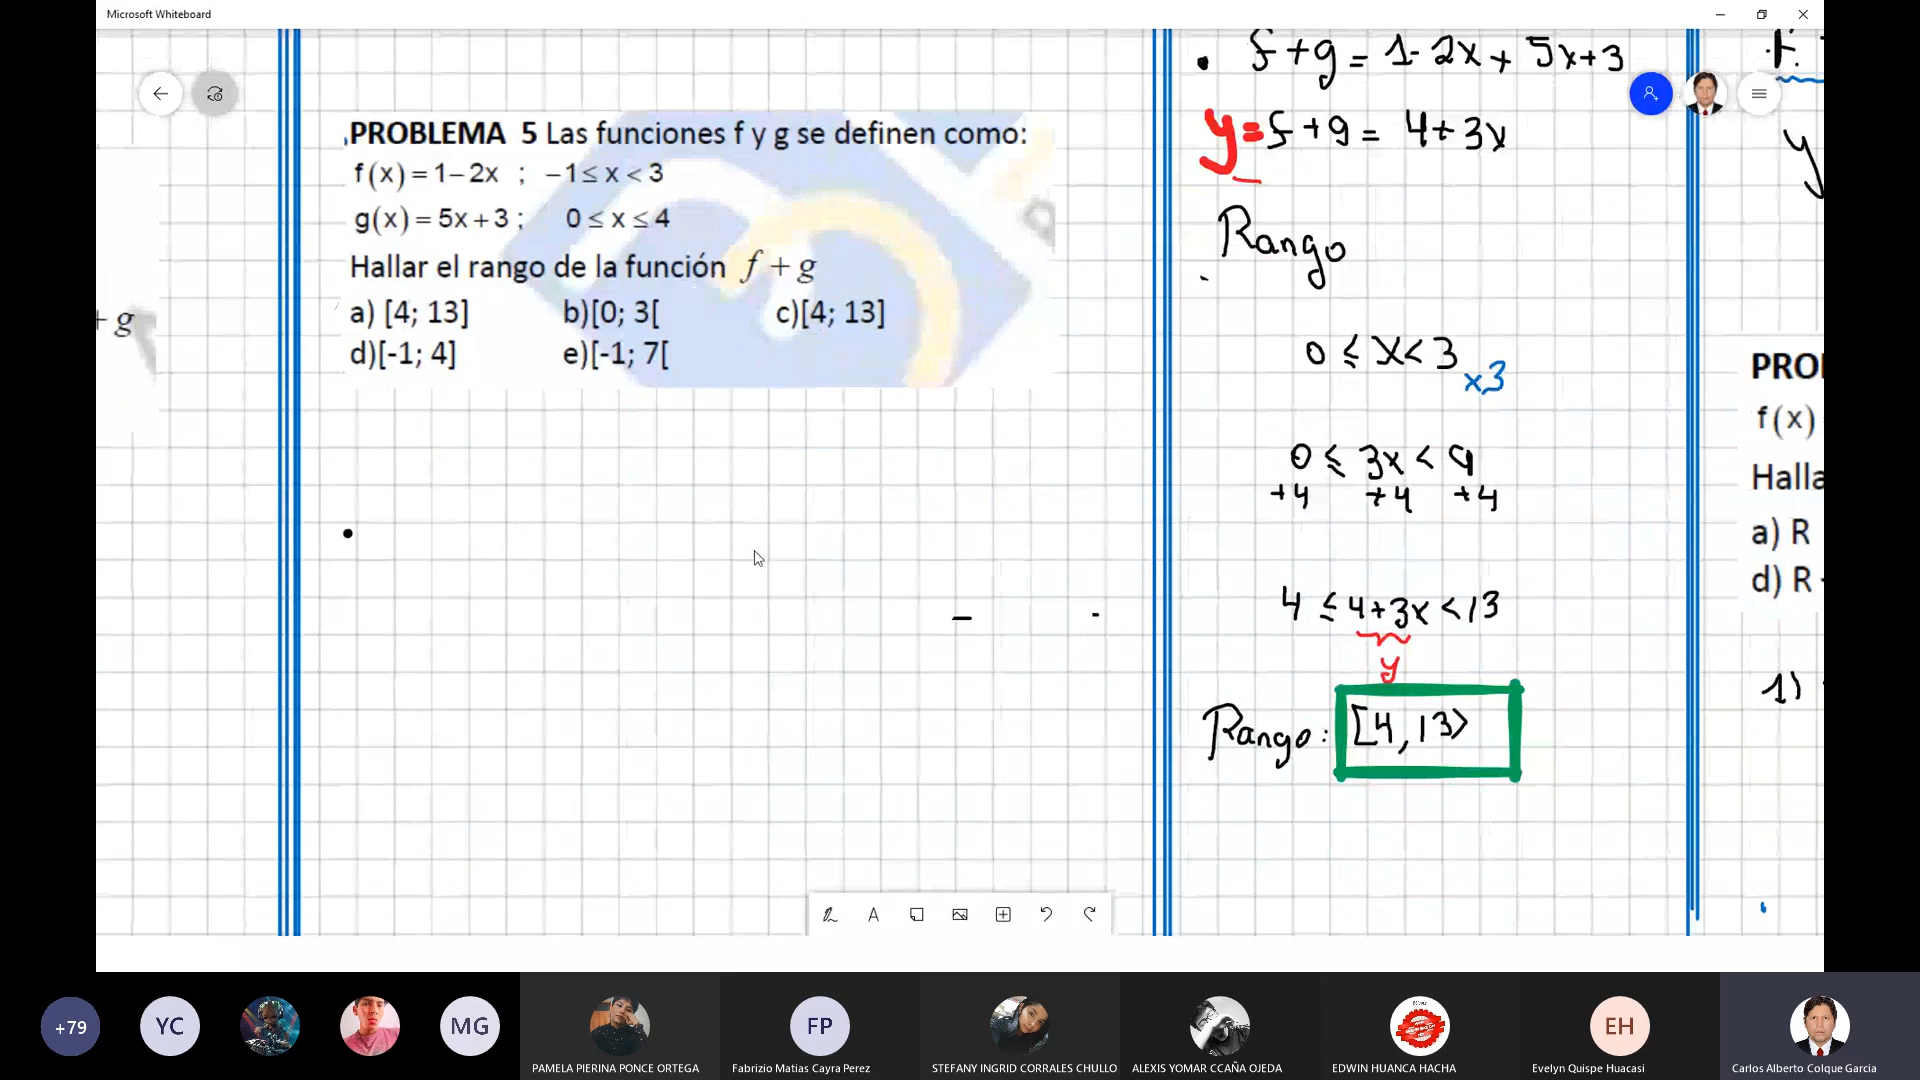 Microsoft Whiteboard
+ g
PROBLEMA 5 Las funciones f y g se definen como:
f(x) = 1 – 2x ; –1 ≤ x < 3
g(x) = 5x + 3 ; 0 ≤ x ≤ 4
Hallar el rango de la función f + g
a) [4; 13] b)[0; 3[ c)[4; 13]
d)[-1; 4] e)[-1; 7[
f + g = 1 - 2x + 5x + 3
y = f + g = 4 + 3x
Rango
0 ≤ x < 3
x3
0 ≤ 3x < 9
+4 +4 +4
4 ≤ 4+3x < 13
y
Rango: [4, 13⟩
y
PRO
f(x)
Halla
a) R
d) R -
1)
+79
YC
MG
PAMELA PIERINA PONCE ORTEGA
FP
Fabrizio Matias Cayra Perez
STEFANY INGRID CORRALES CHULLO
ALEXIS YOMAR CCAÑA OJEDA
EDWIN HUANCA HACHA
EH
Evelyn Quispe Huacasi
Carlos Alberto Colque Garcia